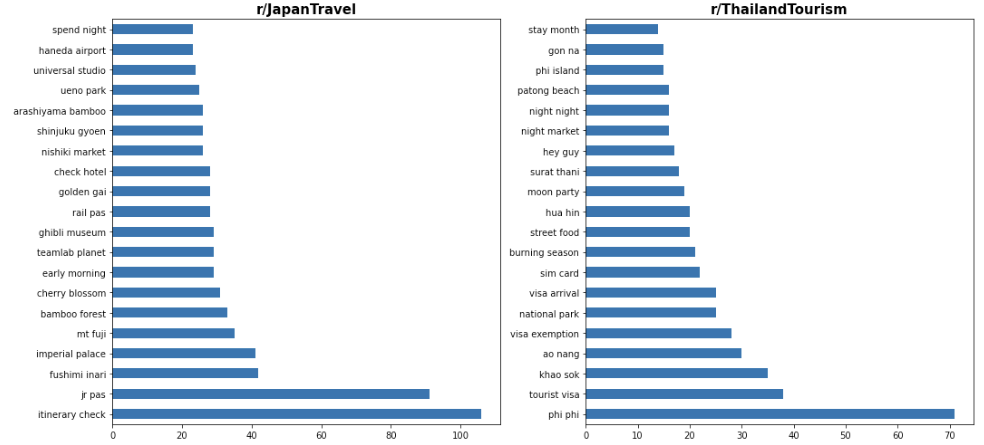 r/JapanTravel
spend night
haneda airport
universal studio
ueno park
arashiyama bamboo
shinjuku gyoen
nishiki market
check hotel
golden gai
rail pas
ghibli museum
teamlab planet
early morning
cherry blossom
bamboo forest
mt fuji
imperial palace
fushimi inari
jr pas
itinerary check
0 20 40 60 80 100
r/ThailandTourism
stay month
gon na
phi island
patong beach
night night
night market
hey guy
surat thani
moon party
hua hin
street food
burning season
sim card
visa arrival
national park
visa exemption
ao nang
khao sok
tourist visa
phi phi
0 10 20 30 40 50 60 70